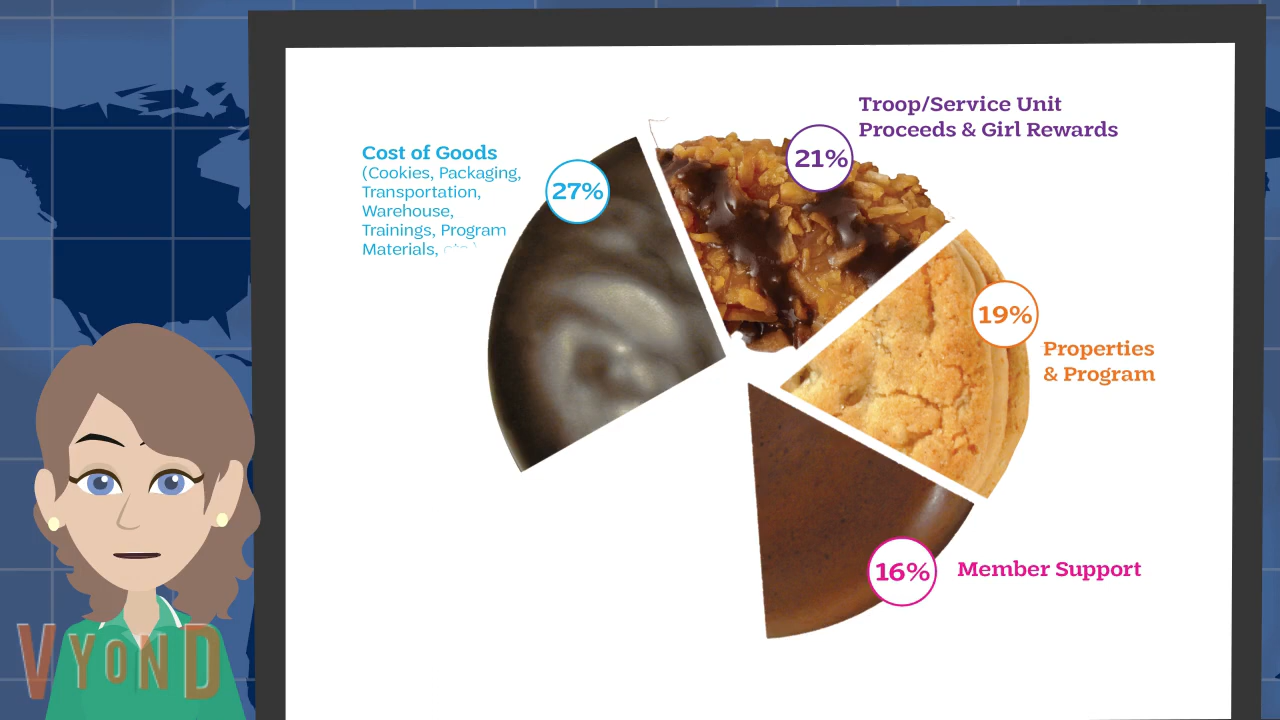 Troop/Service Unit
Proceeds & Girl Rewards
21%
Cost of Goods
(Cookies, Packaging,
Transportation,
Warehouse,
Trainings, Program
Materials,
27%
19%
Properties
& Program
16%
Member Support
VYOND